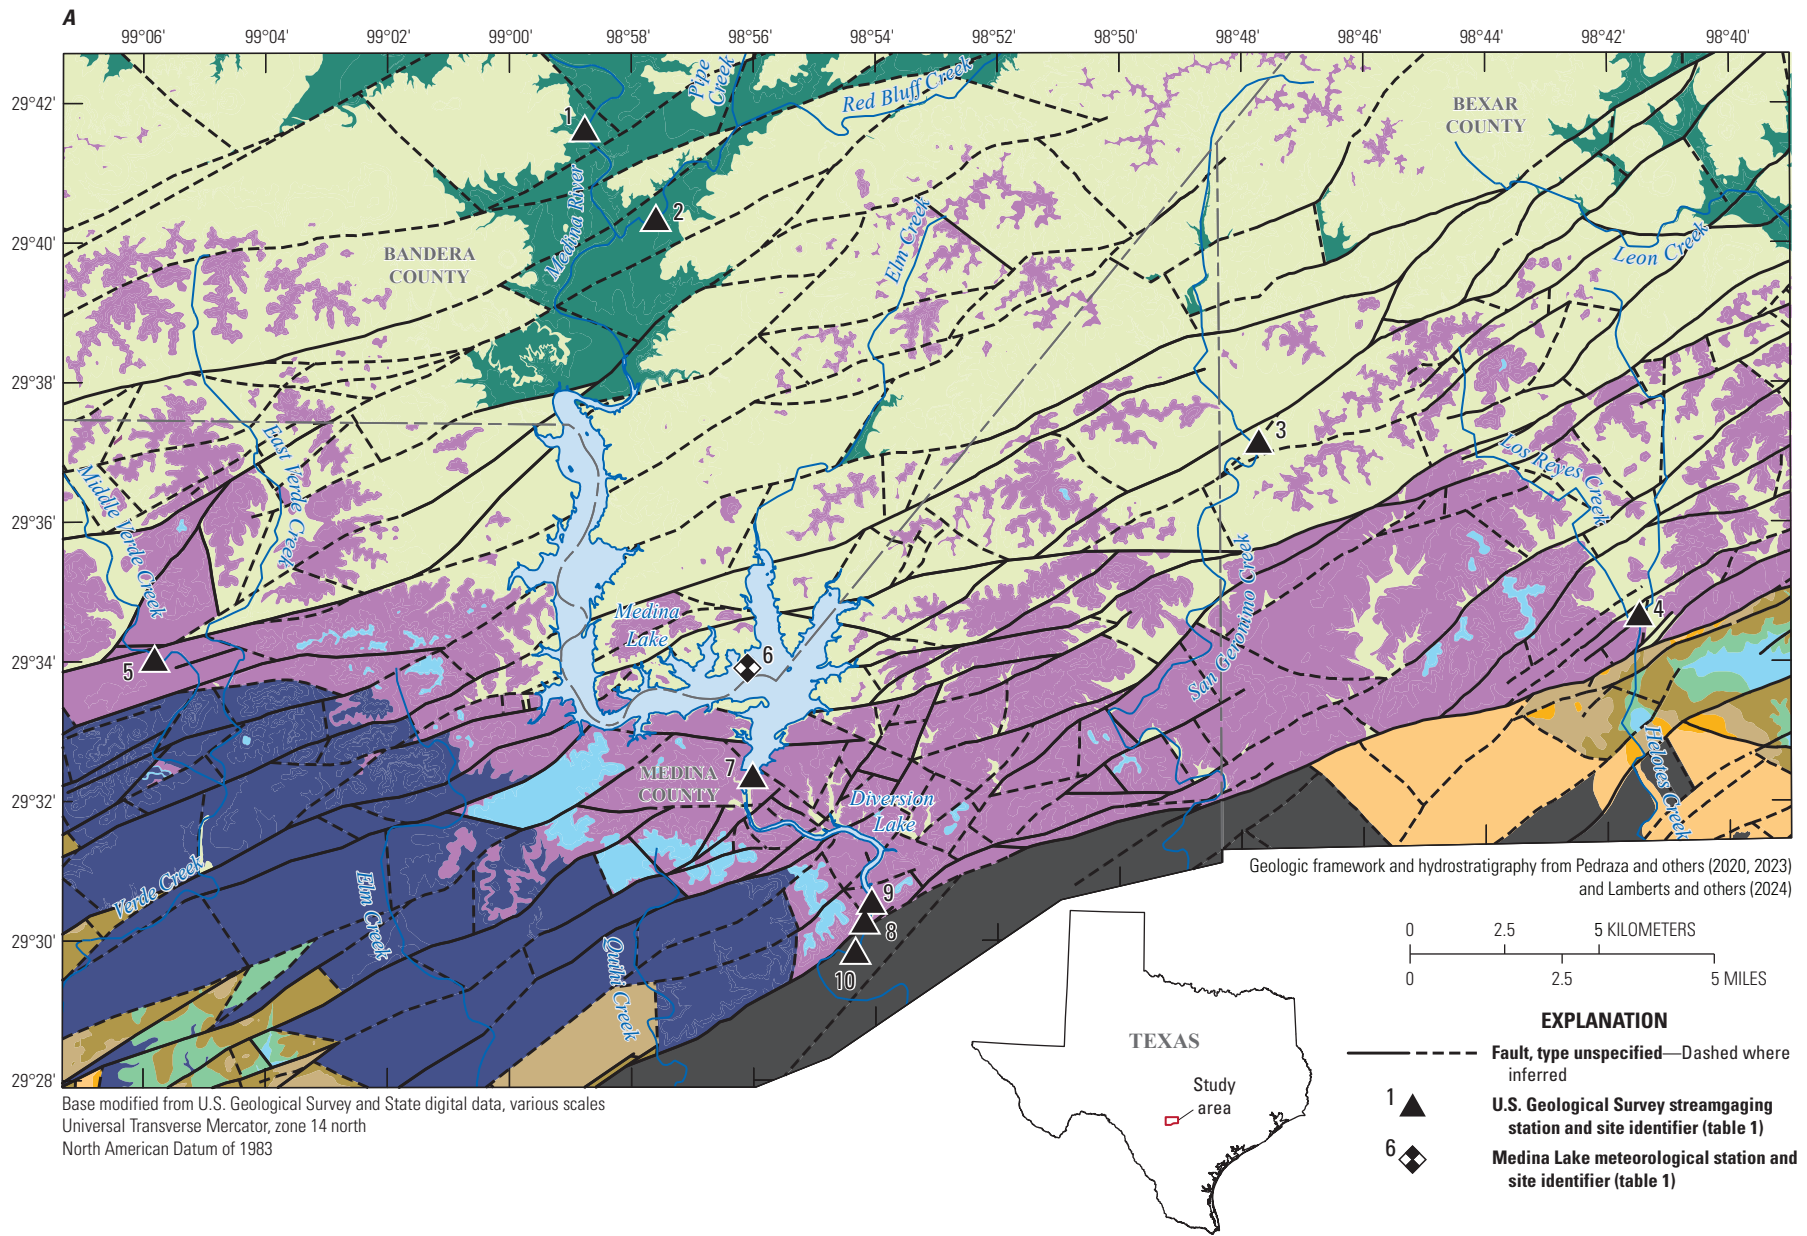 A
99°06' 99°04' 99°02' 99°00' 98°58' 98°56' 98°54' 98°52' 98°50' 98°48' 98°46' 98°44' 98°42' 98°40'
29°42'
29°40'
29°38'
29°36'
29°34'
29°32'
29°30'
29°28'
Pipe
Creek
Red Bluff Creek
BEXAR
COUNTY
1
Medina River
2
BANDERA
COUNTY
Elm Creek
Leon Creek
3
East Verde Creek
Middle Verde Creek
Los Reyes Creek
San Geronimo Creek
Medina
Lake
4
5
6
7
MEDINA
COUNTY
Diversion
Lake
Helotes Creek
Verde Creek
Elm Creek
Quihi Creek
9
8
10
Geologic framework and hydrostratigraphy from Pedraza and others (2020, 2023)
and Lamberts and others (2024)
0 2.5 5 KILOMETERS
0 2.5 5 MILES
TEXAS
Study
area
EXPLANATION
Fault, type unspecified—Dashed where
inferred
1
U.S. Geological Survey streamgaging
station and site identifier (table 1)
6
Medina Lake meteorological station and
site identifier (table 1)
Base modified from U.S. Geological Survey and State digital data, various scales
Universal Transverse Mercator, zone 14 north
North American Datum of 1983